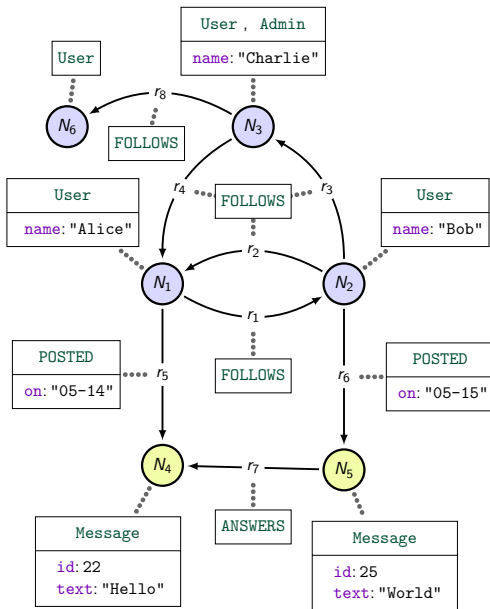 User , Admin
name: "Charlie"
User
r8
N6
N3
FOLLOWS
User
name: "Alice"
r4
FOLLOWS
r3
User
name: "Bob"
r2
N1
N2
r1
POSTED
on: "05-14"
r5
FOLLOWS
r6
POSTED
on: "05-15"
N4
r7
N5
ANSWERS
Message
id: 22
text: "Hello"
Message
id: 25
text: "World"